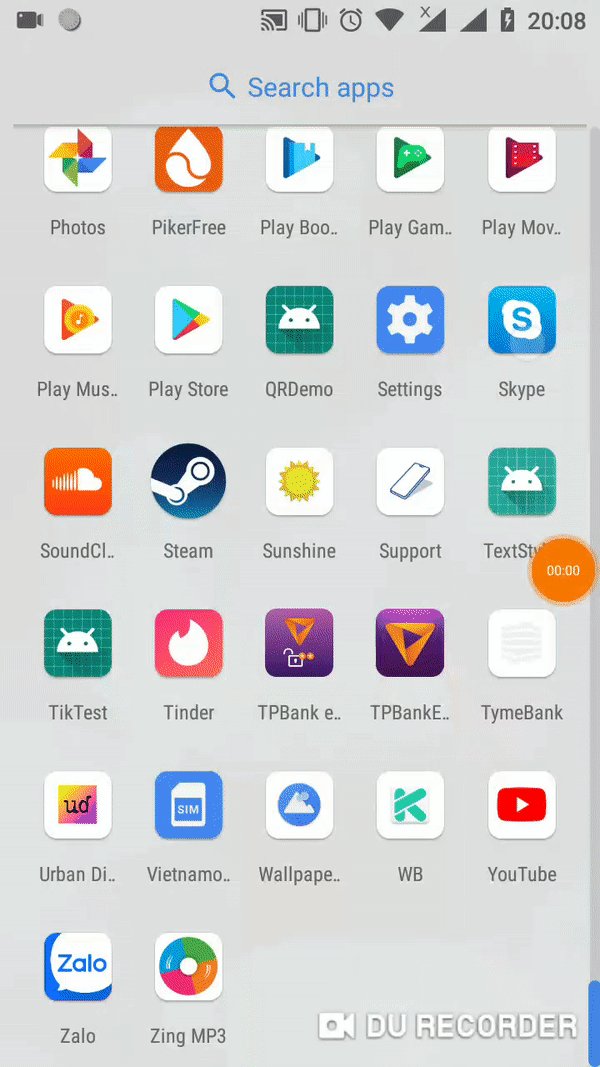 20:08
Search apps
Photos PikerFree Play Boo.. Play Gam.. Play Mov..
Play Mus.. Play Store QRDemo Settings Skype
SoundCl.. Steam Sunshine Support TextSty
00:00
TikTest Tinder TPBank e.. TPBankE.. TymeBank
ud SIM
Urban Di.. Vietnamo.. Wallpape.. WB YouTube
Zalo
Zalo Zing MP3
DU RECORDER